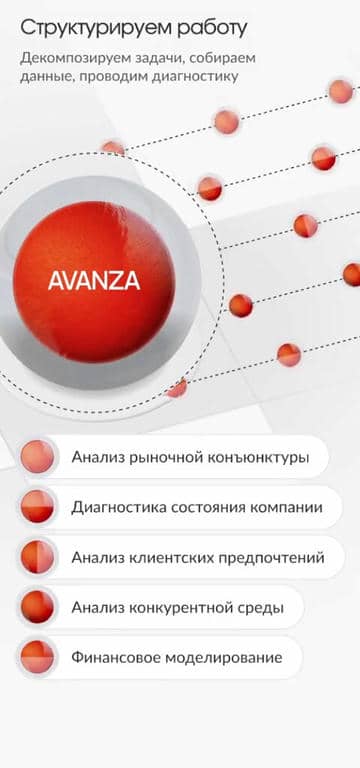 Структурируем работу
Декомпозируем задачи, собираем
данные, проводим диагностику
AVANZA
Анализ рыночной конъюнктуры
Диагностика состояния компании
Анализ клиентских предпочтений
Анализ конкурентной среды
Финансовое моделирование